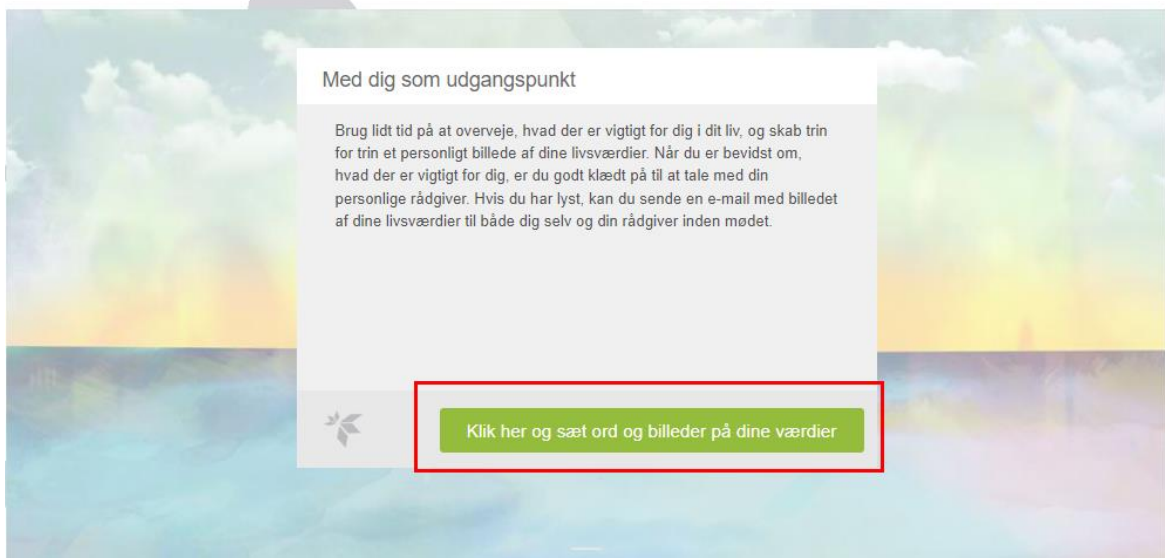 Med dig som udgangspunkt
Brug lidt tid på at overveje, hvad der er vigtigt for dig i dit liv, og skab trin
for trin et personligt billede af dine livsværdier. Når du er bevidst om,
hvad der er vigtigt for dig, er du godt klædt på til at tale med din
personlige rådgiver. Hvis du har lyst, kan du sende en e-mail med billedet
af dine livsværdier til både dig selv og din rådgiver inden mødet.
Klik her og sæt ord og billeder på dine værdier